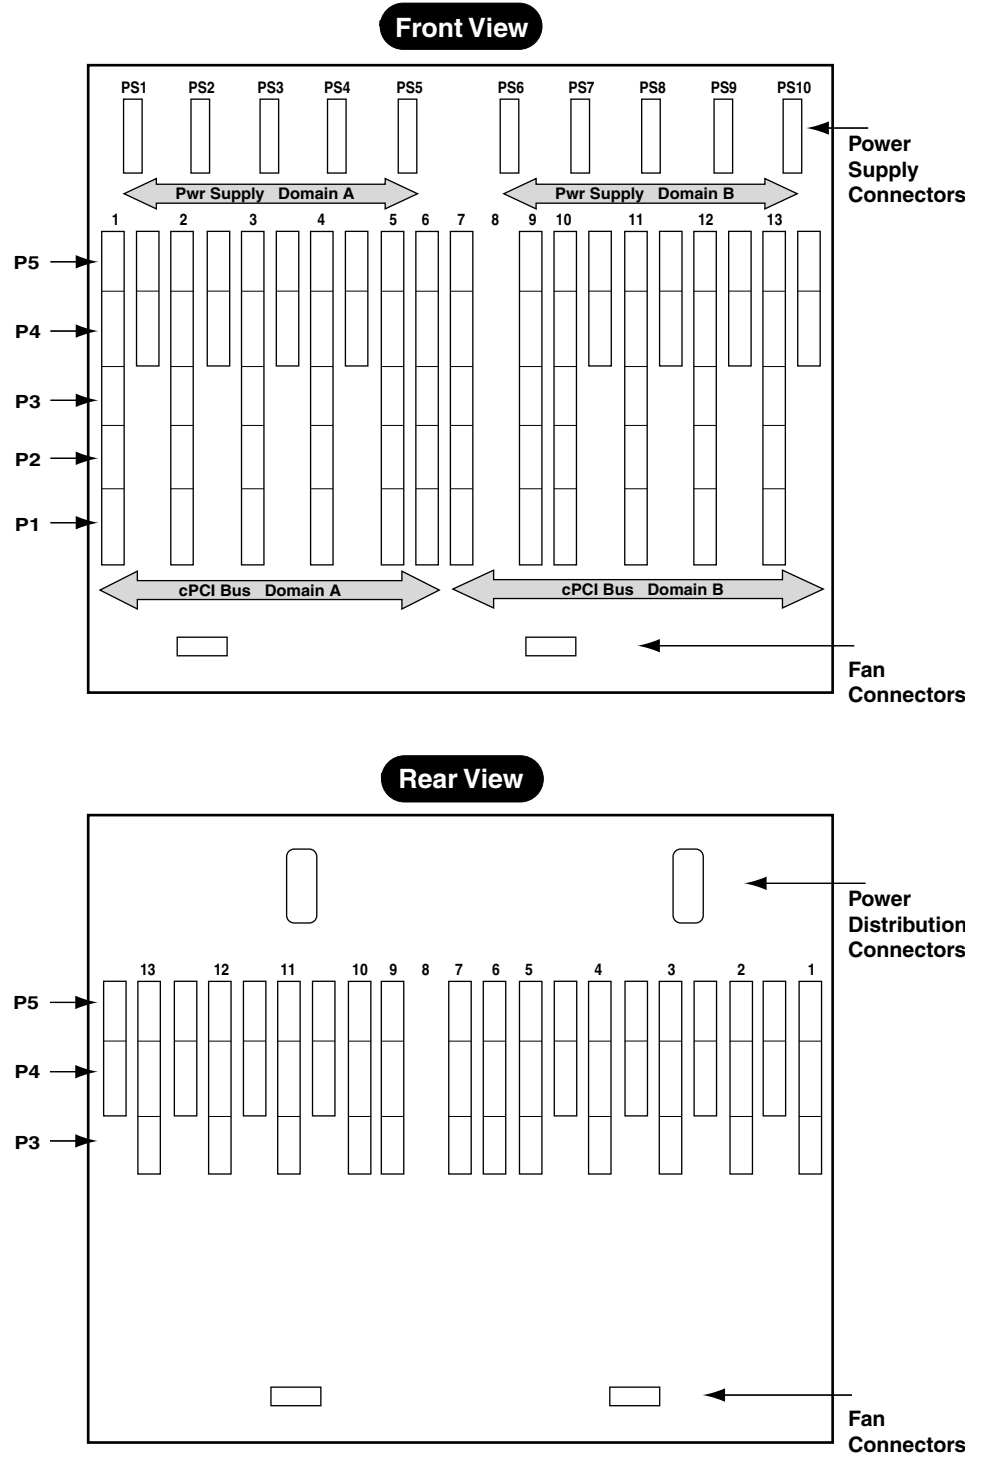 Front View
PS1 PS2 PS3 PS4 PS5 PS6 PS7 PS8 PS9 PS10
Power
Supply
Connectors
Pwr Supply Domain A Pwr Supply Domain B
1 2 3 4 5 6 7 8 9 10 11 12 13
P5
P4
P3
P2
P1
cPCI Bus Domain A cPCI Bus Domain B
Fan
Connectors
Rear View
Power
Distribution
Connectors
13 12 11 10 9 8 7 6 5 4 3 2 1
P5
P4
P3
Fan
Connectors